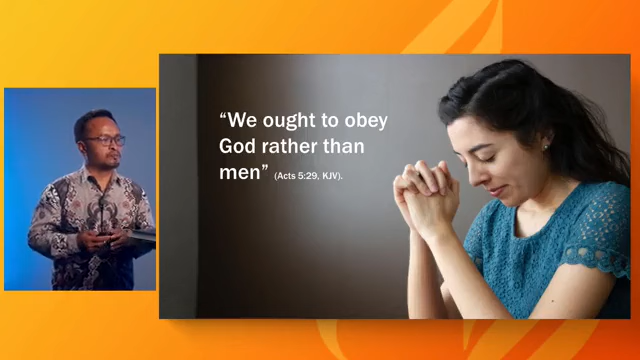 “We ought to obey
God rather than
men” (Acts 5:29, KJV).